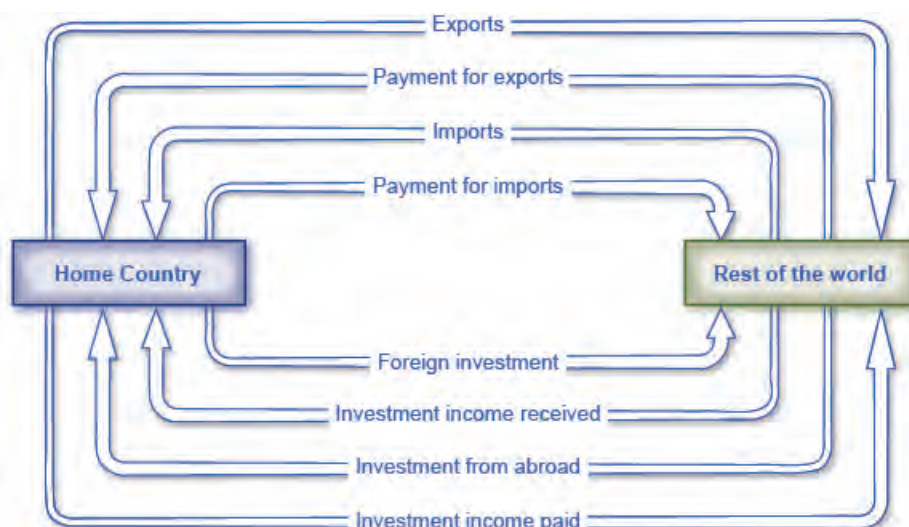 Exports
Payment for exports
Imports
Payment for imports
Home Country
Rest of the world
Foreign investment
Investment income received
Investment from abroad
Investment income paid